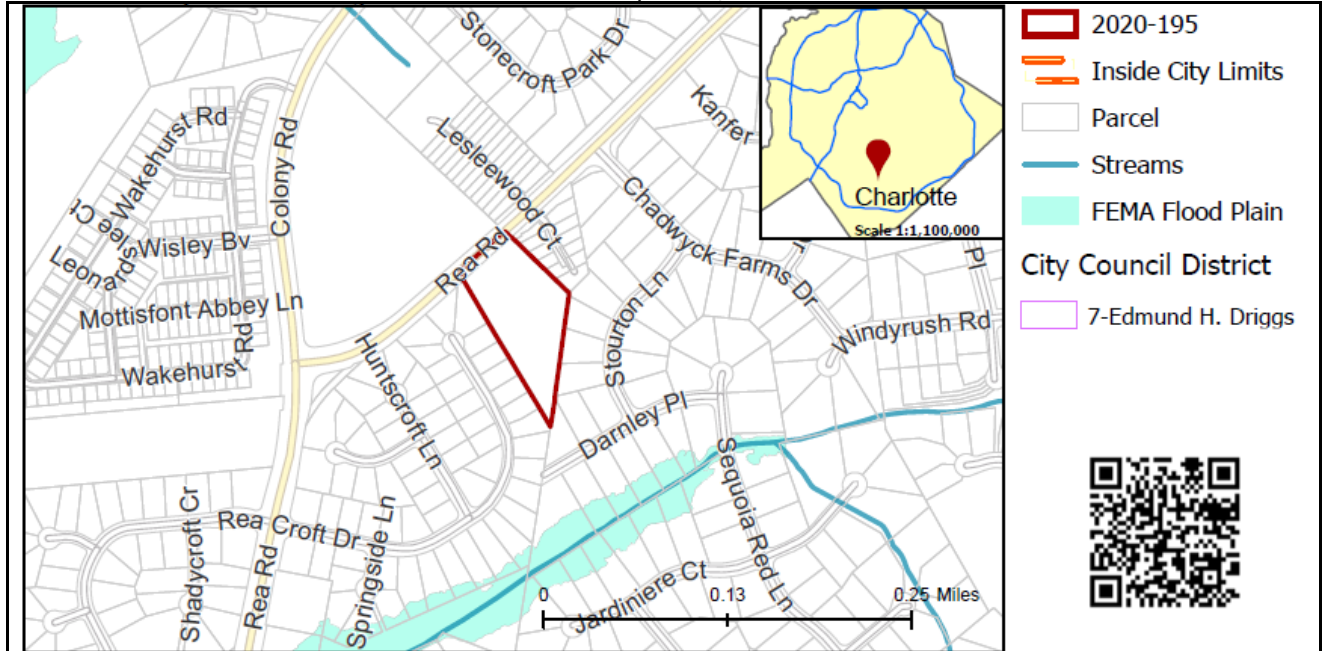 Stonecroft Park Dr
Kanfer
Wakehurst Rd
Colony Rd
Lesleewood Ct
Leonardslee Ct
Wisley Bv
Rea Rd
Chadwyck Farms Dr
Mottisfont Abbey Ln
Stourton Ln
Windyrush Rd
Pl
Wakehurst Rd
Huntscroft Ln
Darnley Pl
Sequoia Red Ln
Shadycroft Cr
Rea Croft Dr
Rea Rd
Springside Ln
Jardiniere Ct
0 0.13 0.25 Miles
Charlotte
Scale 1:1,100,000
2020-195
Inside City Limits
Parcel
Streams
FEMA Flood Plain
City Council District
7-Edmund H. Driggs